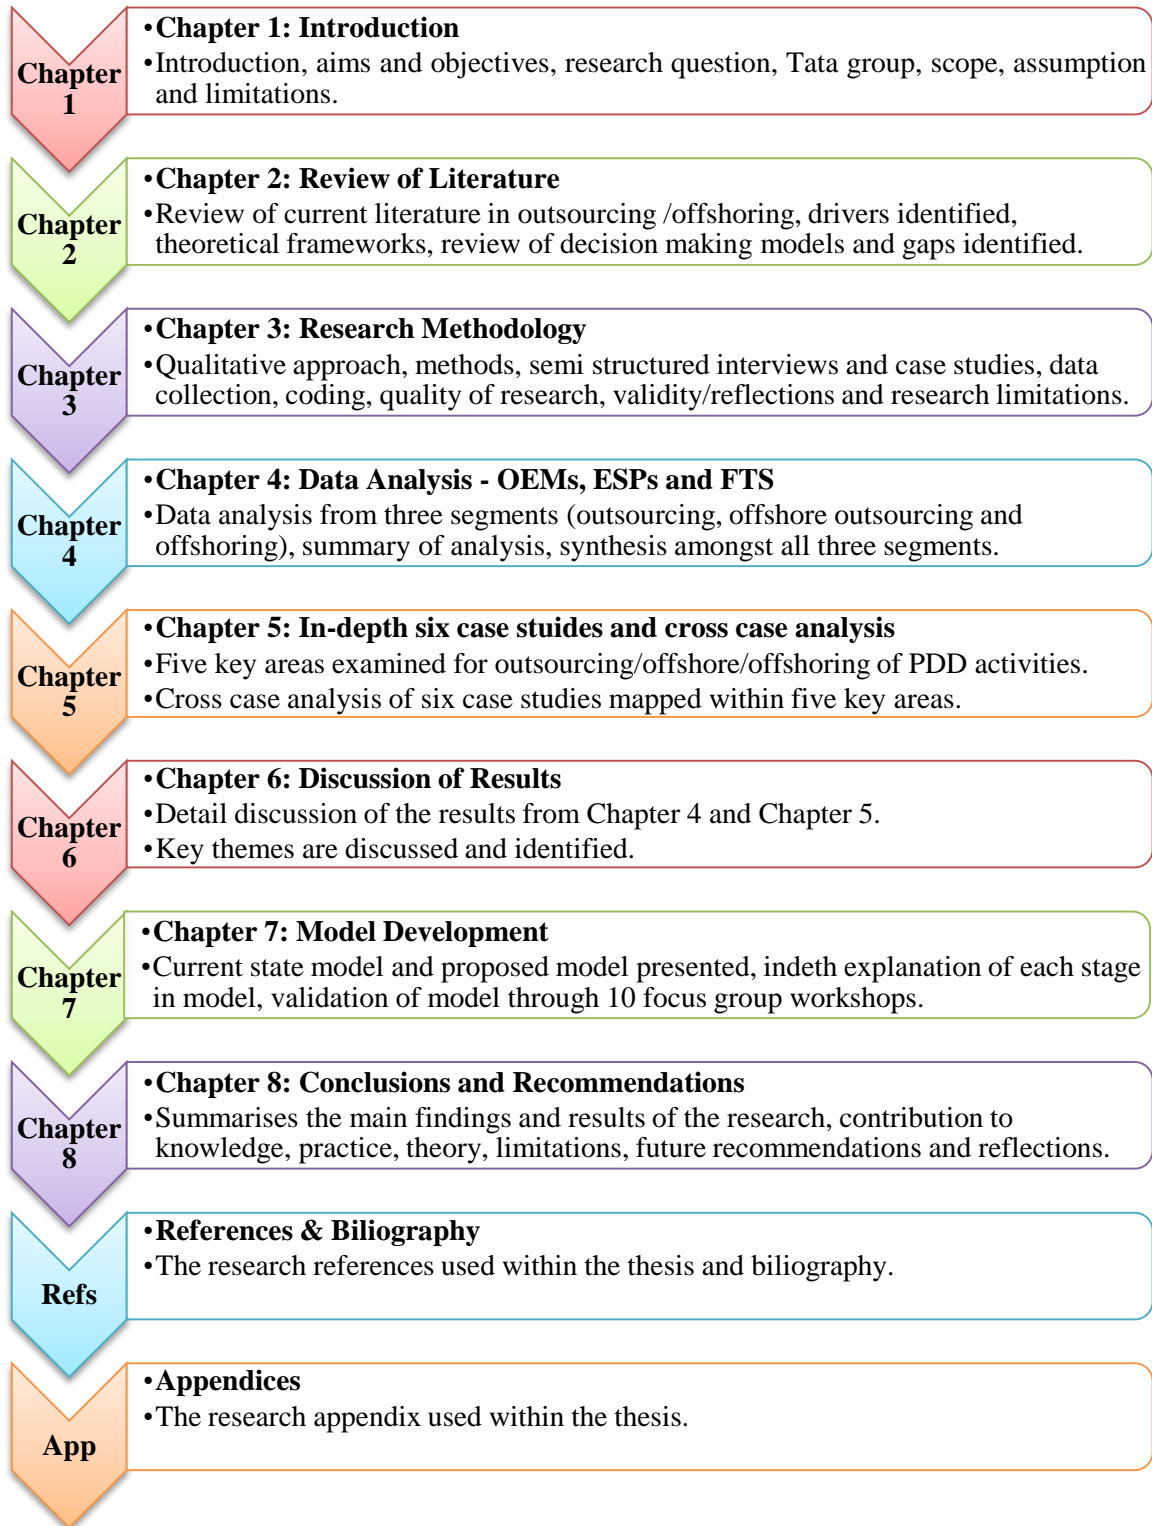 Chapter
1
•Chapter 1: Introduction
•Introduction, aims and objectives, research question, Tata group, scope, assumption
and limitations.
Chapter
2
•Chapter 2: Review of Literature
•Review of current literature in outsourcing /offshoring, drivers identified,
theoretical frameworks, review of decision making models and gaps identified.
Chapter
3
•Chapter 3: Research Methodology
•Qualitative approach, methods, semi structured interviews and case studies, data
collection, coding, quality of research, validity/reflections and research limitations.
Chapter
4
•Chapter 4: Data Analysis - OEMs, ESPs and FTS
•Data analysis from three segments (outsourcing, offshore outsourcing and
offshoring), summary of analysis, synthesis amongst all three segments.
Chapter
5
•Chapter 5: In-depth six case stuides and cross case analysis
•Five key areas examined for outsourcing/offshore/offshoring of PDD activities.
•Cross case analysis of six case studies mapped within five key areas.
Chapter
6
•Chapter 6: Discussion of Results
•Detail discussion of the results from Chapter 4 and Chapter 5.
•Key themes are discussed and identified.
Chapter
7
•Chapter 7: Model Development
•Current state model and proposed model presented, indeth explanation of each stage
in model, validation of model through 10 focus group workshops.
Chapter
8
•Chapter 8: Conclusions and Recommendations
•Summarises the main findings and results of the research, contribution to
knowledge, practice, theory, limitations, future recommendations and reflections.
Refs
•References & Biliography
•The research references used within the thesis and biliography.
App
•Appendices
•The research appendix used within the thesis.